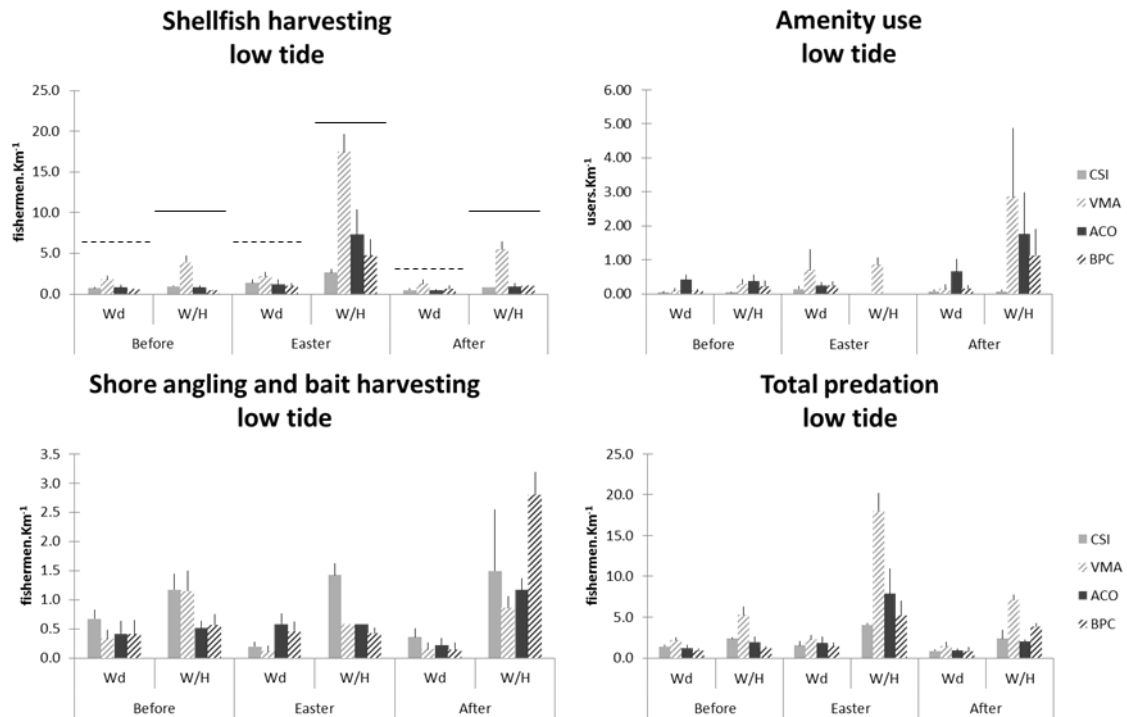 Shellfish harvesting
low tide
fishermen.Km-1
25.0
20.0
15.0
10.0
5.0
0.0
Wd W/H Wd W/H Wd W/H
Before Easter After
Amenity use
low tide
users.Km-1
6.00
5.00
4.00
3.00
2.00
1.00
0.00
Wd W/H Wd W/H Wd W/H
Before Easter After
CSI
VMA
ACO
BPC
Shore angling and bait harvesting
low tide
fishermen.Km-1
3.5
3.0
2.5
2.0
1.5
1.0
0.5
0.0
Wd W/H Wd W/H Wd W/H
Before Easter After
Total predation
low tide
fishermen.Km-1
25.0
20.0
15.0
10.0
5.0
0.0
Wd W/H Wd W/H Wd W/H
Before Easter After
CSI
VMA
ACO
BPC